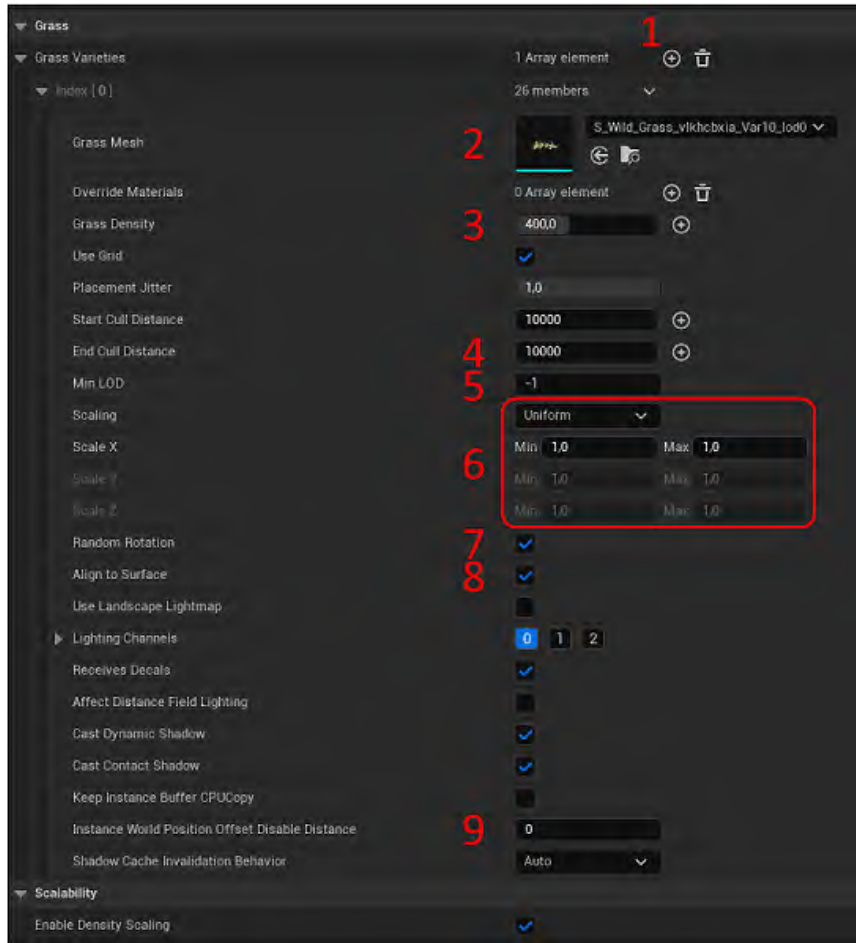 1
Grass
Grass Varieties 1 Array element
Index [ 0 ] 26 members
2
Grass Mesh S_Wild_Grass_vlkhcbxia_Var10_lod0
Override Materials 0 Array element
Grass Density 3 400,0
Use Grid
Placement Jitter 1,0
Start Cull Distance 10000
End Cull Distance 4 10000
Min LOD 5 -1
Scaling Uniform
Scale X Min 1,0 Max 1,0
6
Scale Y Min 1,0 Max 1,0
Scale Z Min 1,0 Max 1,0
Random Rotation 7
Align to Surface 8
Use Landscape Lightmap
Lighting Channels 0 1 2
Receives Decals
Affect Distance Field Lighting
Cast Dynamic Shadow
Cast Contact Shadow
Keep Instance Buffer CPUCopy
Instance World Position Offset Disable Distance 9 0
Shadow Cache Invalidation Behavior Auto
Scalability
Enable Density Scaling